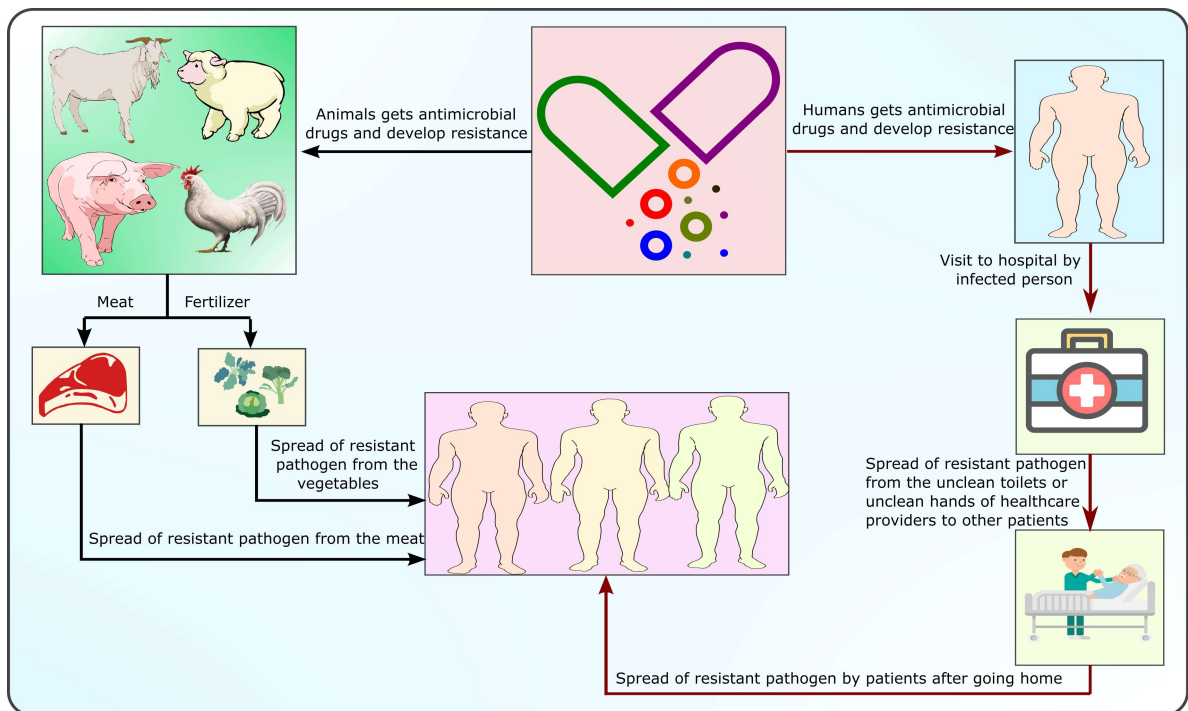 Animals gets antimicrobial
drugs and develop resistance
Humans gets antimicrobial
drugs and develop resistance
Visit to hospital by
infected person
Meat
Fertilizer
Spread of resistant
pathogen from the
vegetables
Spread of resistant pathogen
from the unclean toilets or
unclean hands of healthcare
providers to other patients
Spread of resistant pathogen from the meat
Spread of resistant pathogen by patients after going home